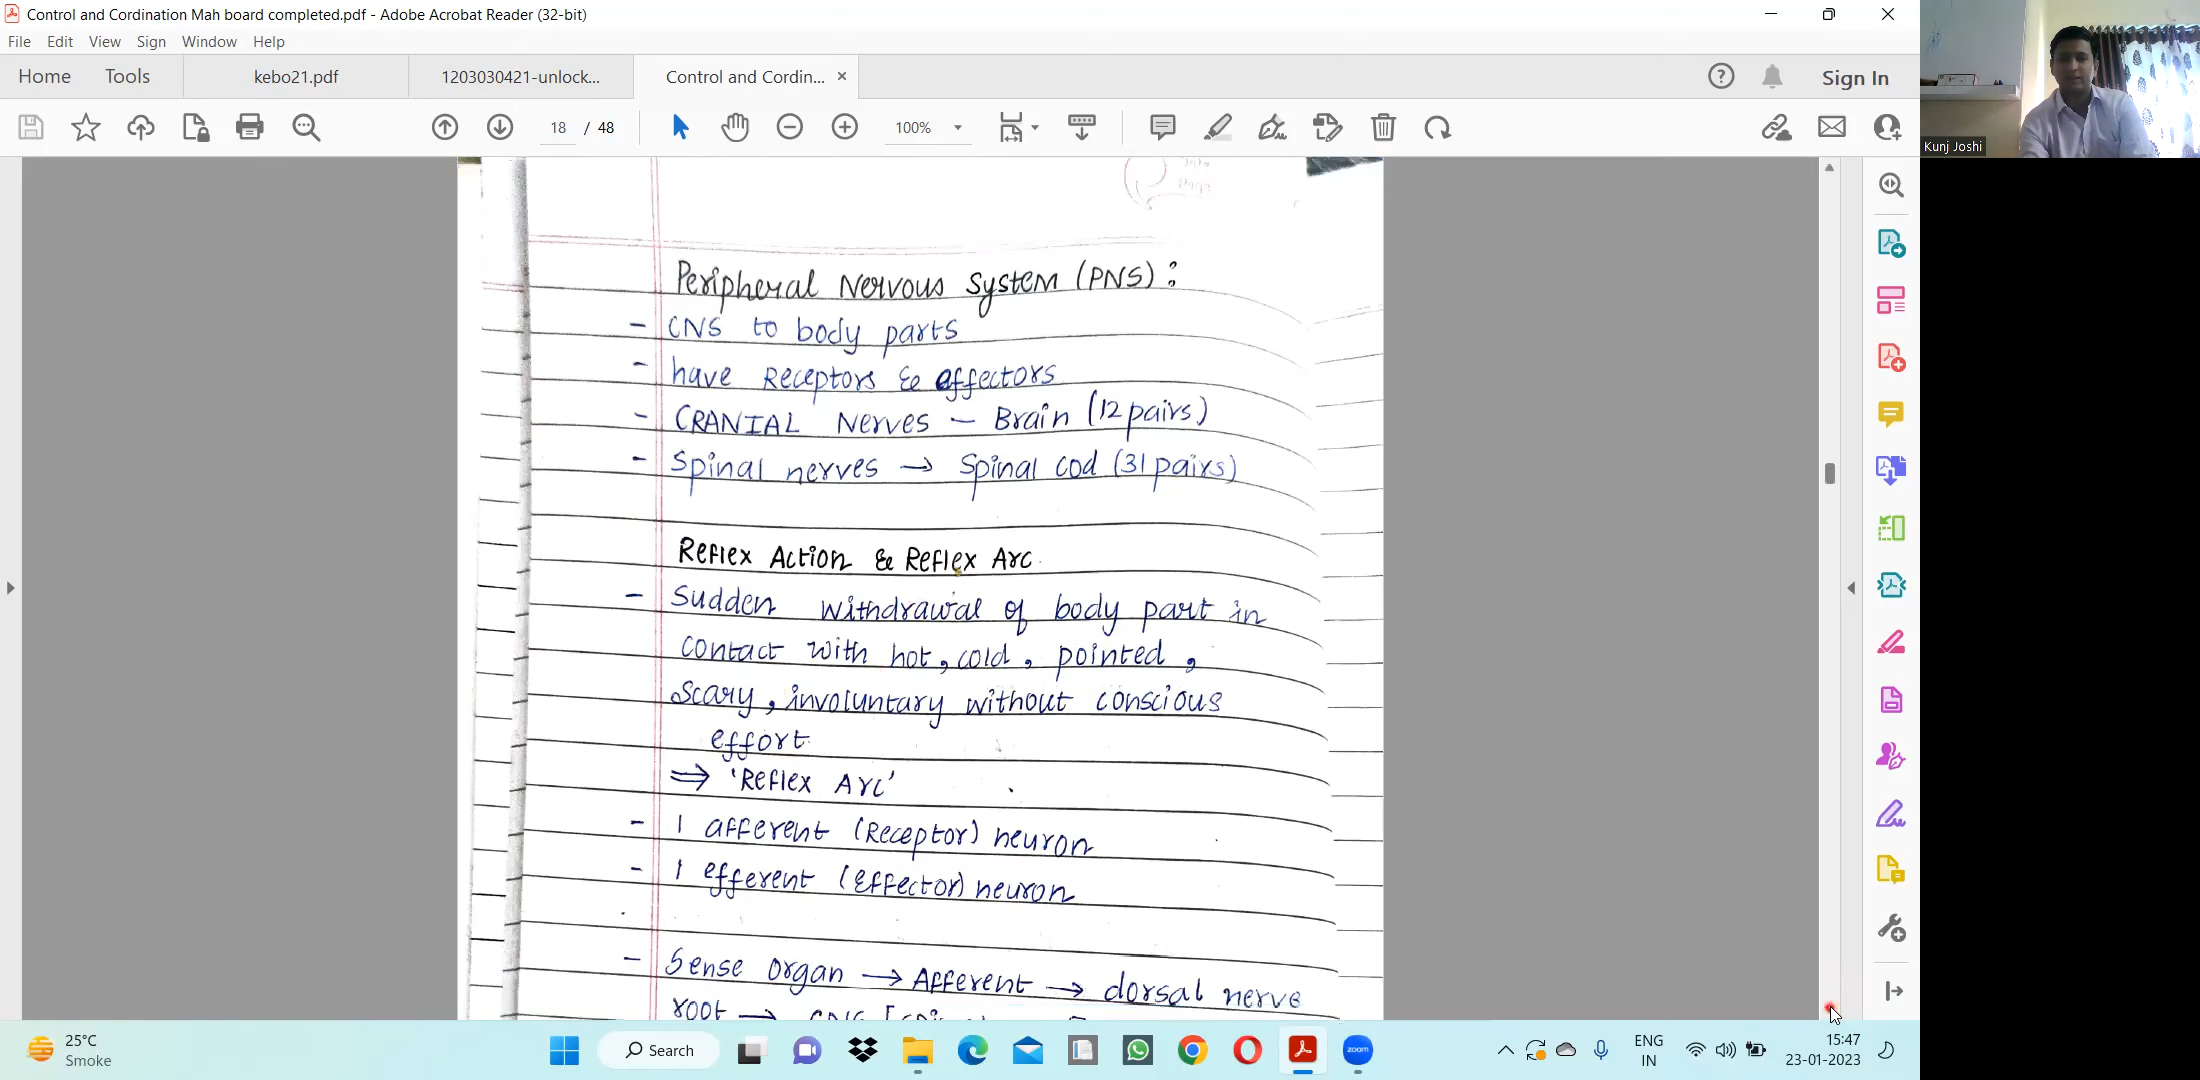 Control and Cordination Mah board completed.pdf - Adobe Acrobat Reader (32-bit)
File Edit View Sign Window Help
Home Tools kebo21.pdf 1203030421-unlock... Control and Cordin... × Sign In
18 / 48 100%
Kunj Joshi
Peripheral Nervous System (PNS) :
- CNS to body parts
- have Receptors & effectors
- CRANIAL Nerves - Brain (12 pairs)
- Spinal nerves → Spinal cod (31 pairs)
Reflex Action & Reflex Arc
- Sudden withdrawal of body part in
contact with hot, cold, pointed,
scary, involuntary without conscious
effort
⇒ 'Reflex Arc'
- 1 afferent (Receptor) neuron
- 1 efferent (Effector) neuron
- Sense organ → Afferent → dorsal nerve
root →
25°C
Smoke
Search
zoom
ENG
IN
15:47
23-01-2023